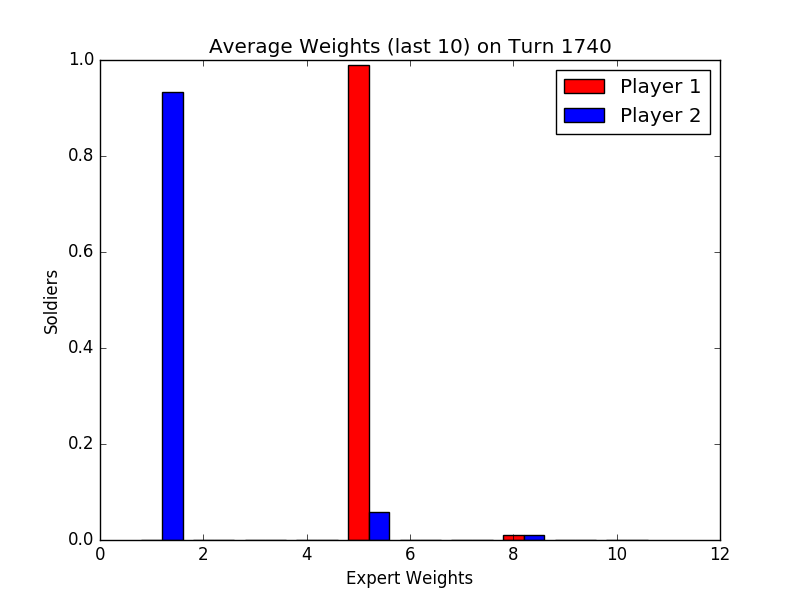 Average Weights (last 10) on Turn 1740
1.0
0.8
0.6
0.4
0.2
0.0
Soldiers
Player 1
Player 2
0 2 4 6 8 10 12
Expert Weights